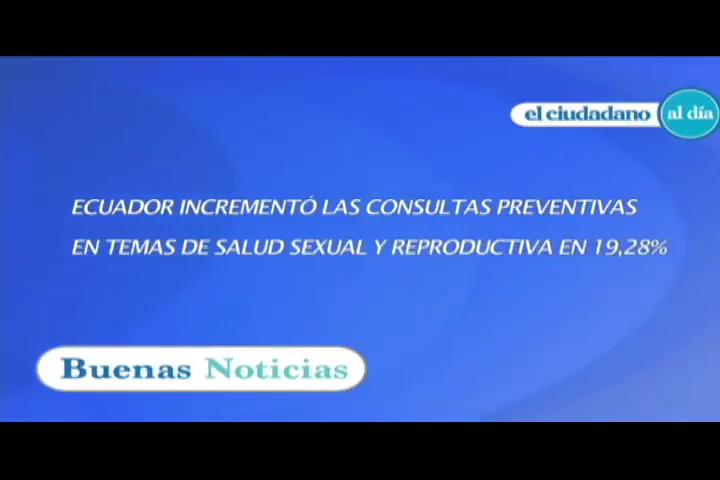 el ciudadano al día
ECUADOR INCREMENTÓ LAS CONSULTAS PREVENTIVAS
EN TEMAS DE SALUD SEXUAL Y REPRODUCTIVA EN 19,28%
Buenas Noticias